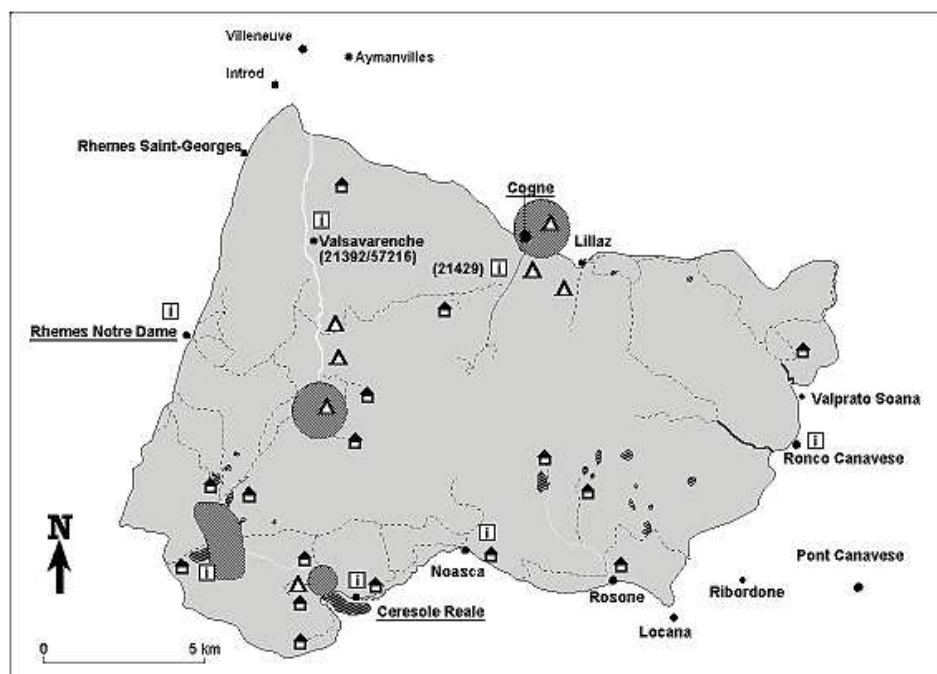 Villeneuve
Aymanvilles
Introd
Rhemes Saint-Georges
Cogne
i
Valsavarenche
(21392/57216)
Lillaz
(21429) i
i
Rhemes Notre Dame
Valprato Soana
i
Ronco Canavese
N
i
Noasca
Pont Canavese
i
i
Rosone
Ribordone
Ceresole Reale
Locana
0 5 km